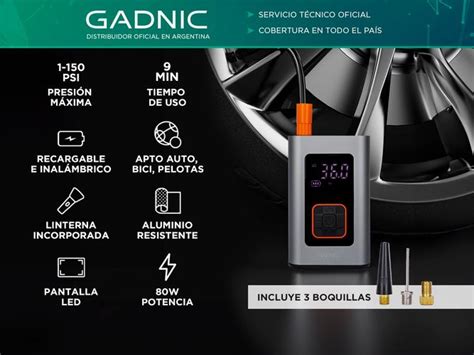 GADNIC
DISTRIBUIDOR OFICIAL EN ARGENTINA
> SERVICIO TÉCNICO OFICIAL
> COBERTURA EN TODO EL PAÍS
1-150
PSI
PRESIÓN
MÁXIMA
9
MIN
TIEMPO
DE USO
RECARGABLE
E INALÁMBRICO
APTO AUTO,
BICI, PELOTAS
LINTERNA
INCORPORADA
ALUMINIO
RESISTENTE
PANTALLA
LED
80W
POTENCIA
36.0
INCLUYE 3 BOQUILLAS